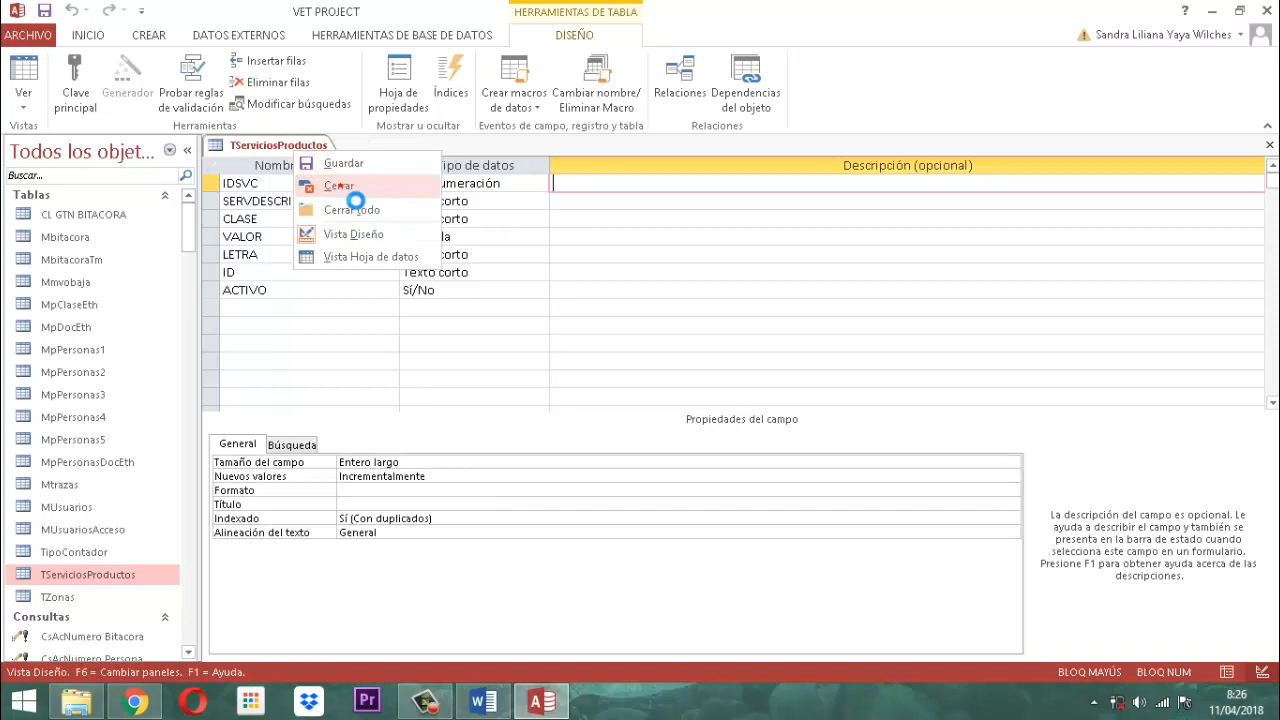 VET PROJECT
HERRAMIENTAS DE TABLA
ARCHIVO INICIO CREAR DATOS EXTERNOS HERRAMIENTAS DE BASE DE DATOS DISEÑO
Sandra Liliana Yaya Wilches
Ver
Clave principal
Generador
Probar reglas de validación
Insertar filas
Eliminar filas
Modificar búsquedas
Hoja de propiedades
Índices
Crear macros de datos
Cambiar nombre/ Eliminar Macro
Relaciones
Dependencias del objeto
Vistas
Herramientas
Mostrar u ocultar
Eventos de campo, registro y tabla
Relaciones
Todos los objet...
Buscar...
Tablas
CL GTN BITACORA
Mbitacora
MbitacoraTm
Mmvobaja
MpClaseEth
MpDocEth
MpPersonas1
MpPersonas2
MpPersonas3
MpPersonas4
MpPersonas5
MpPersonasDocEth
Mtrazas
MUsuarios
MUsuariosAcceso
TipoContador
TServiciosProductos
TZonas
Consultas
CsAcNumero Bitacora
CsAcNumero Persona
TServiciosProductos
Descripción (opcional)
IDSVC
SERVDESCRI
CLASE
VALOR
LETRA
ID Texto corto
ACTIVO Sí/No
Guardar
Cerrar
Cerrar todo
Vista Diseño
Vista Hoja de datos
Propiedades del campo
General Búsqueda
Tamaño del campo Entero largo
Nuevos valores Incrementalmente
Formato
Título
Indexado Sí (Con duplicados)
Alineación del texto General
La descripción del campo es opcional. Le
ayuda a describir el campo y también se
presenta en la barra de estado cuando
selecciona este campo en un formulario.
Presione F1 para obtener ayuda acerca de las
descripciones.
Vista Diseño. F6 = Cambiar paneles. F1 = Ayuda.
BLOQ MAYÚS BLOQ NUM
Pr
8:26
11/04/2018